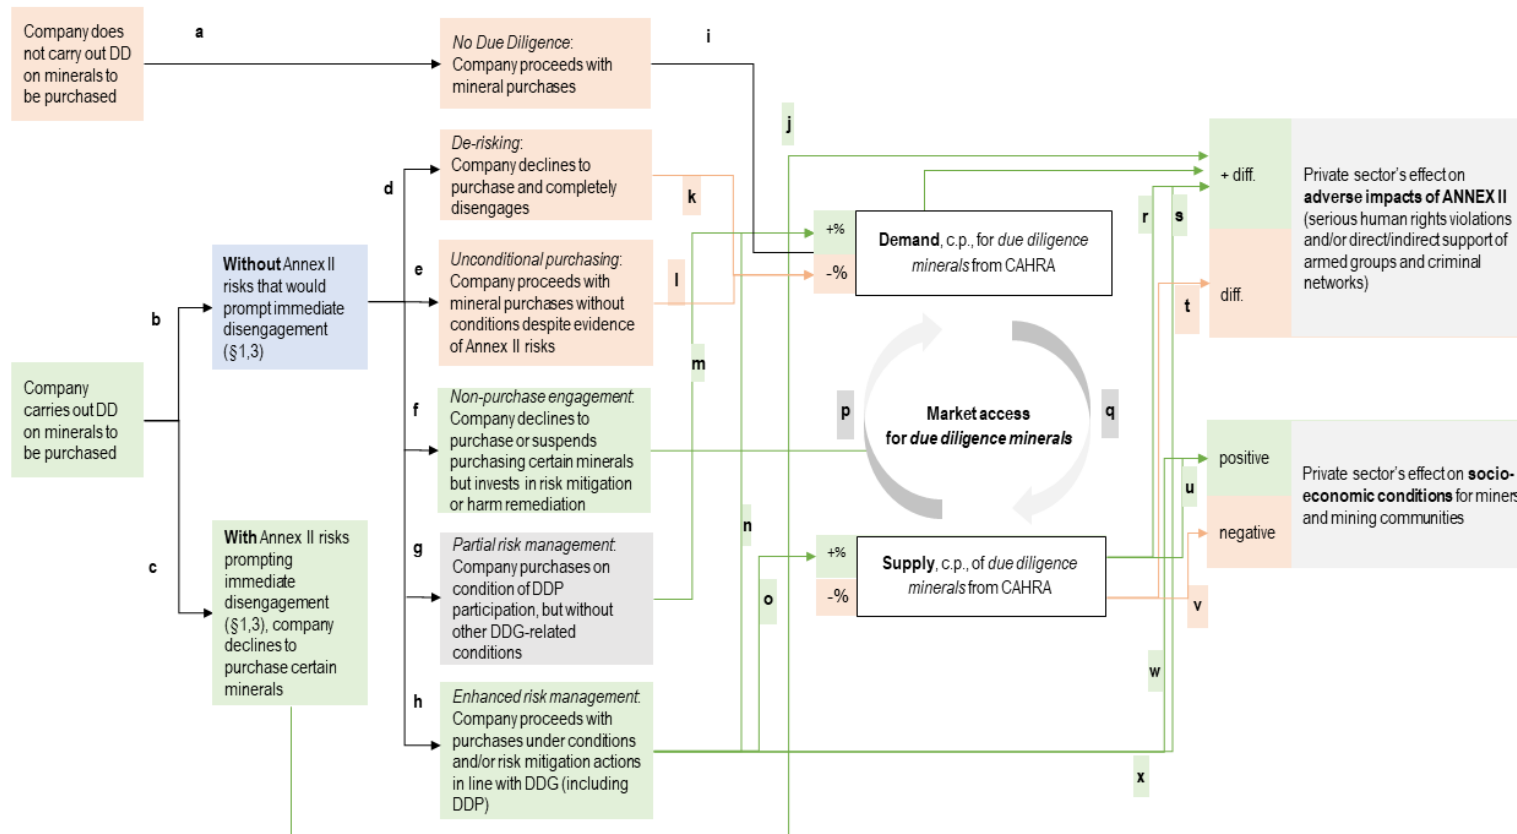 Company does
not carry out DD
on minerals to
be purchased
a
No Due Diligence:
Company proceeds with
mineral purchases
i
j
De-risking:
Company declines to
purchase and completely
disengages
d
k
Without Annex II
risks that would
prompt immediate
disengagement
(§1,3)
b
e
Unconditional purchasing:
Company proceeds with
mineral purchases without
conditions despite evidence
of Annex II risks
l
m
+%
-%
Demand, c.p., for due diligence
minerals from CAHRA
r
s
t
+ diff.
diff.
Private sector's effect on
adverse impacts of ANNEX II
(serious human rights violations
and/or direct/indirect support of
armed groups and criminal
networks)
Company
carries out DD
on minerals to
be purchased
f
Non-purchase engagement:
Company declines to
purchase or suspends
purchasing certain minerals
but invests in risk mitigation
or harm remediation
p
Market access
for due diligence minerals
q
positive
negative
u
v
Private sector's effect on socio-
economic conditions for miners
and mining communities
c
With Annex II risks
prompting
immediate
disengagement
(§1,3), company
declines to
purchase certain
minerals
g
Partial risk management:
Company purchases on
condition of DDP
participation, but without
other DDG-related
conditions
n
o
+%
-%
Supply, c.p., of due diligence
minerals from CAHRA
w
h
Enhanced risk management:
Company proceeds with
purchases under conditions
and/or risk mitigation actions
in line with DDG (including
DDP)
x